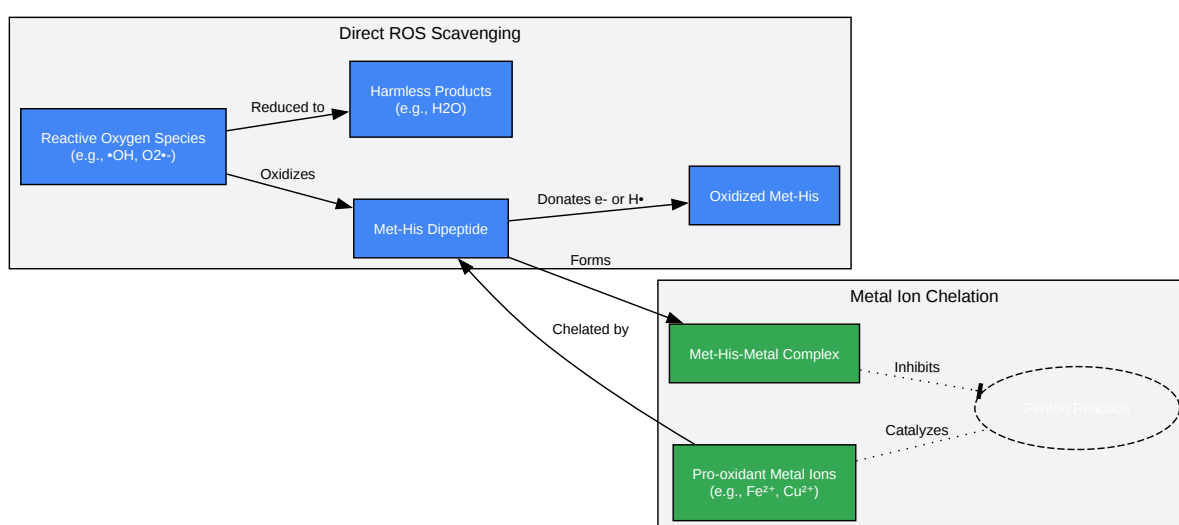 Direct ROS Scavenging
Harmless Products
(e.g., H2O)
Reduced to
Reactive Oxygen Species
(e.g., •OH, O2•-)
Oxidizes
Met-His Dipeptide
Donates e- or H•
Oxidized Met-His
Forms
Chelated by
Metal Ion Chelation
Met-His-Metal Complex
Inhibits
Fenton Reaction
Catalyzes
Pro-oxidant Metal Ions
(e.g., Fe²⁺, Cu²⁺)